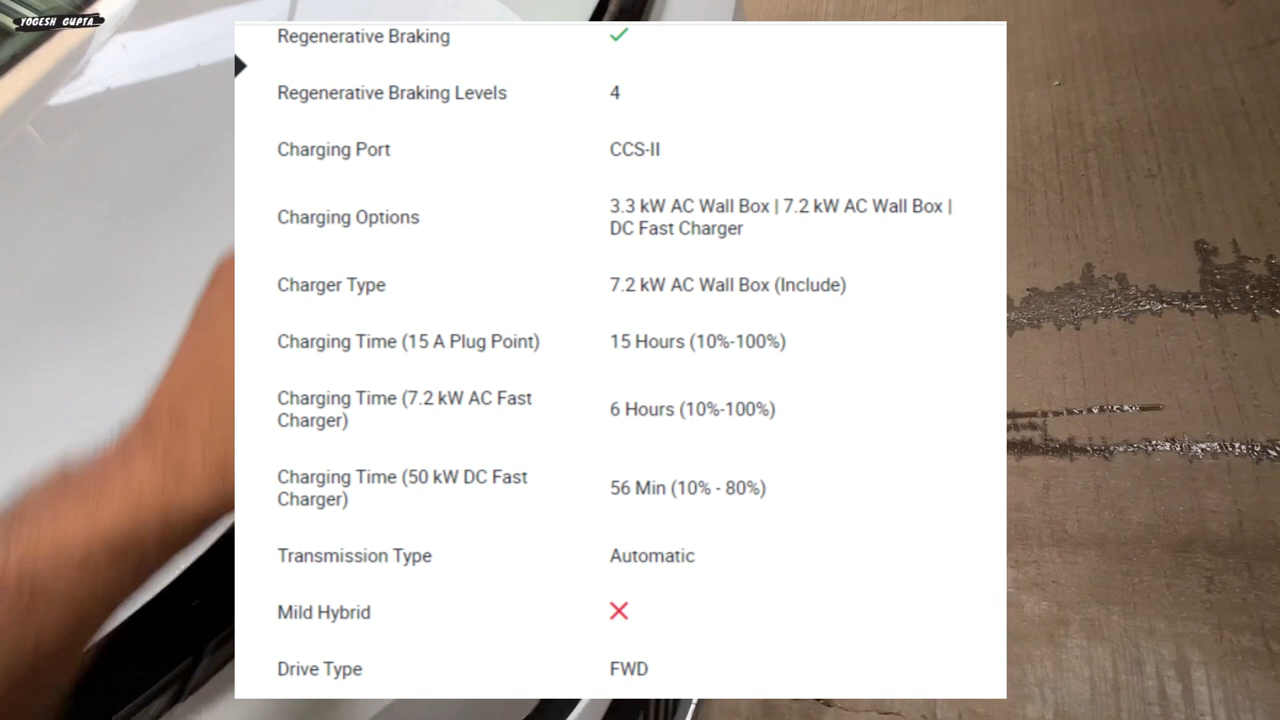 YOGESH GUPTA
Regenerative Braking
Regenerative Braking Levels 4
Charging Port CCS-II
Charging Options 3.3 kW AC Wall Box | 7.2 kW AC Wall Box |
DC Fast Charger
Charger Type 7.2 kW AC Wall Box (Include)
Charging Time (15 A Plug Point) 15 Hours (10%-100%)
Charging Time (7.2 kW AC Fast
Charger) 6 Hours (10%-100%)
Charging Time (50 kW DC Fast
Charger) 56 Min (10% - 80%)
Transmission Type Automatic
Mild Hybrid
Drive Type FWD